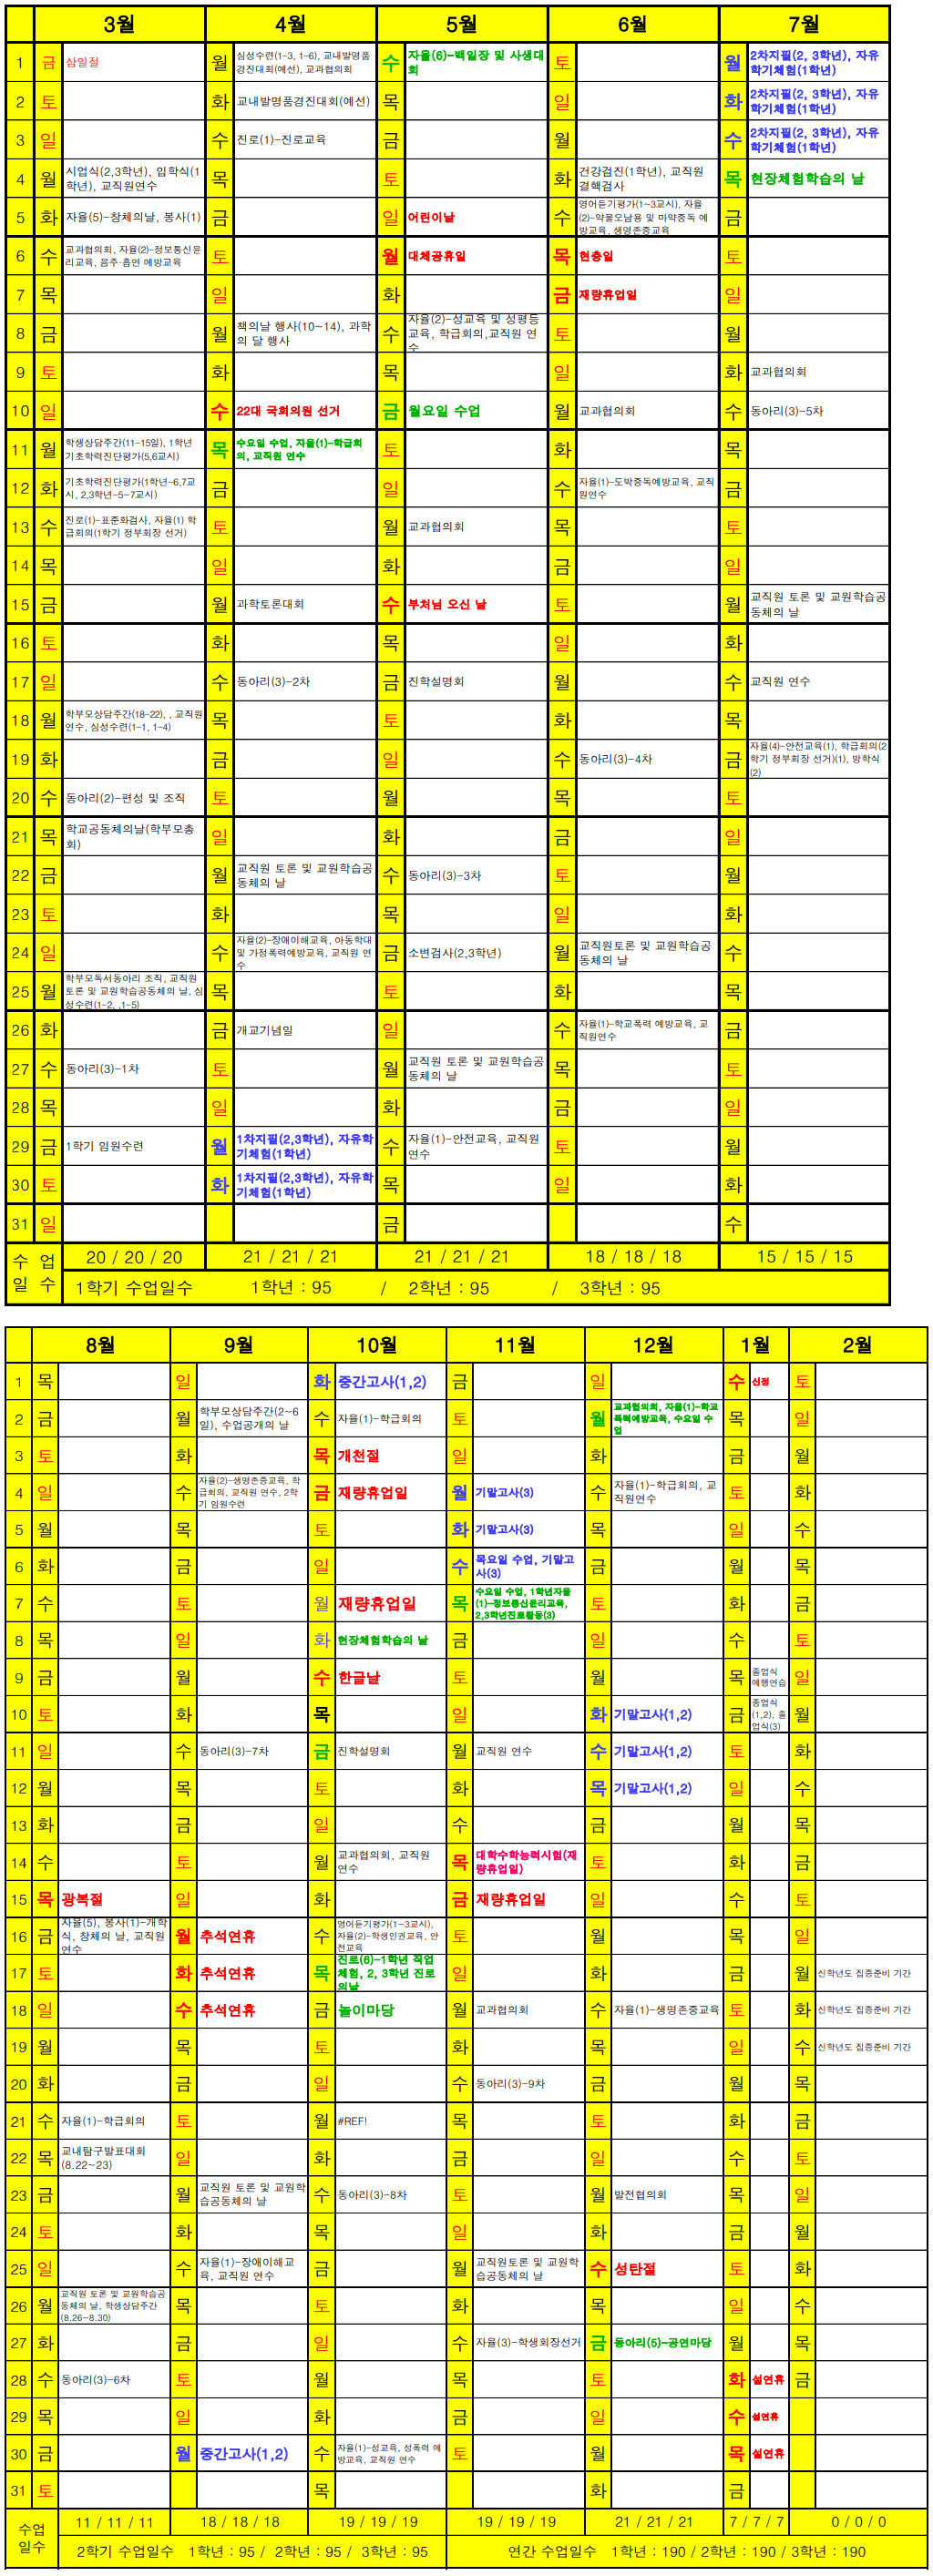 3월 4월 5월 6월 7월
1 금 삼일절 월 심성수련(1-3, 1-6), 교내발명품경진대회(예선), 교과협의회 수 자율(6)-백일장 및 사생대회 토 월 2차지필(2, 3학년), 자유학기체험(1학년)
2 토 화 교내발명품경진대회(예선) 목 일 화 2차지필(2, 3학년), 자유학기체험(1학년)
3 일 수 진로(1)-진로교육 금 월 수 2차지필(2, 3학년), 자유학기체험(1학년)
4 월 시업식(2,3학년), 입학식(1학년), 교직원연수 목 토 화 건강검진(1학년), 교직원 결핵검사 목 현장체험학습의 날
5 화 자율(5)-창체의날, 봉사(1) 금 일 어린이날 수 영어듣기평가(1~3교시), 자율(2)-약물오남용 및 마약중독 예방교육, 생명존중교육 금
6 수 교과협의회, 자율(2)-정보통신윤리교육, 음주·흡연 예방교육 토 월 대체공휴일 목 현충일 토
7 목 일 화 금 재량휴업일 일
8 금 월 책의날 행사(10~14), 과학의 달 행사 수 자율(2)-성교육 및 성평등교육, 학급회의,교직원 연수 토 월
9 토 화 목 일 화 교과협의회
10 일 수 22대 국회의원 선거 금 월요일 수업 월 교과협의회 수 동아리(3)-5차
11 월 학생상담주간(11-15일), 1학년 기초학력진단평가(5,6교시) 목 수요일 수업, 자율(1)-학급회의, 교직원 연수 토 화 목
12 화 기초학력진단평가(1학년-6,7교시, 2,3학년-5~7교시) 금 일 수 자율(1)-도박중독예방교육, 교직원연수 금
13 수 진로(1)-표준화검사, 자율(1) 학급회의(1학기 정부회장 선거) 토 월 교과협의회 목 토
14 목 일 화 금 일
15 금 월 과학토론대회 수 부처님 오신 날 토 월 교직원 토론 및 교원학습공동체의 날
16 토 화 목 일 화
17 일 수 동아리(3)-2차 금 진학설명회 월 수 교직원 연수
18 월 학부모상담주간(18-22), , 교직원연수, 심성수련(1-1, 1-4) 목 토 화 목
19 화 금 일 수 동아리(3)-4차 금 자율(4)-안전교육(1), 학급회의(2학기 정부회장 선거)(1), 방학식(2)
20 수 동아리(2)-편성 및 조직 토 월 목 토
21 목 학교공동체의날(학부모총회) 일 화 금 일
22 금 월 교직원 토론 및 교원학습공동체의 날 수 동아리(3)-3차 토 월
23 토 화 목 일 화
24 일 수 자율(2)-장애이해교육, 아동학대 및 가정폭력예방교육, 교직원 연수 금 소변검사(2,3학년) 월 교직원토론 및 교원학습공동체의 날 수
25 월 학부모독서동아리 조직, 교직원 토론 및 교원학습공동체의 날, 심성수련(1-2, ,1-5) 목 토 화 목
26 화 금 개교기념일 일 수 자율(1)-학교폭력 예방교육, 교직원연수 금
27 수 동아리(3)-1차 토 월 교직원 토론 및 교원학습공동체의 날 목 토
28 목 일 화 금 일
29 금 1학기 임원수련 월 1차지필(2,3학년), 자유학기체험(1학년) 수 자율(1)-안전교육, 교직원연수 토 월
30 토 화 1차지필(2,3학년), 자유학기체험(1학년) 목 일 화
31 일 금 수
수 업 일 수 20 / 20 / 20 21 / 21 / 21 21 / 21 / 21 18 / 18 / 18 15 / 15 / 15
1학기 수업일수 1학년 : 95 / 2학년 : 95 / 3학년 : 95
8월 9월 10월 11월 12월 1월 2월
1 목 일 화 중간고사(1,2) 금 일 수 신정 토
2 금 월 학부모상담주간(2~6일), 수업공개의 날 수 자율(1)-학급회의 토 월 교과협의회, 자율(1)-학교폭력예방교육, 수요일 수업 목 일
3 토 화 목 개천절 일 화 금 월
4 일 수 자율(2)-생명존중교육, 학급회의, 교직원 연수, 2학기 임원수련 금 재량휴업일 월 기말고사(3) 수 자율(1)-학급회의, 교직원연수 토 화
5 월 목 토 화 기말고사(3) 목 일 수
6 화 금 일 수 목요일 수업, 기말고사(3) 금 월 목
7 수 토 월 재량휴업일 목 수요일 수업, 1학년자율(1)-정보통신윤리교육, 2,3학년진로활동(3) 토 화 금
8 목 일 화 현장체험학습의 날 금 일 수 토
9 금 월 수 한글날 토 월 목 졸업식 예행연습 일
10 토 화 목 일 화 기말고사(1,2) 금 종업식(1,2), 졸업식(3) 월
11 일 수 동아리(3)-7차 금 진학설명회 월 교직원 연수 수 기말고사(1,2) 토 화
12 월 목 토 화 목 기말고사(1,2) 일 수
13 화 금 일 수 금 월 목
14 수 토 월 교과협의회, 교직원연수 목 대학수학능력시험(재량휴업일) 토 화 금
15 목 광복절 일 화 금 재량휴업일 일 수 토
16 금 자율(5), 봉사(1)-개학식, 창체의 날, 교직원 연수 월 추석연휴 수 영어듣기평가(1-3교시), 자율(2)-학생인권교육, 안전교육 토 월 목 일
17 토 화 추석연휴 목 진로(6)-1학년 직업체험, 2, 3학년 진로의날 일 화 금 월 신학년도 집중준비 기간
18 일 수 추석연휴 금 놀이마당 월 교과협의회 수 자율(1)-생명존중교육 토 화 신학년도 집중준비 기간
19 월 목 토 화 목 일 수 신학년도 집중준비 기간
20 화 금 일 수 동아리(3)-9차 금 월 목
21 수 자율(1)-학급회의 토 월 #REF! 목 토 화 금
22 목 교내탐구발표대회(8.22~23) 일 화 금 일 수 토
23 금 월 교직원 토론 및 교원학습공동체의 날 수 동아리(3)-8차 토 월 발전협의회 목 일
24 토 화 목 일 화 금 월
25 일 수 자율(1)-장애이해교육, 교직원 연수 금 월 교직원토론 및 교원학습공동체의 날 수 성탄절 토 화
26 월 교직원 토론 및 교원학습공동체의 날, 학생상담주간(8.26-8.30) 목 토 화 목 일 수
27 화 금 일 수 자율(3)-학생회장선거 금 동아리(5)-공연마당 월 목
28 수 동아리(3)-6차 토 월 목 토 화 설연휴 금
29 목 일 화 금 일 수 설연휴
30 금 월 중간고사(1,2) 수 자율(1)-성교육, 성폭력 예방교육, 교직원 연수 토 월 목 설연휴
31 토 목 화 금
수업 일수 11 / 11 / 11 18 / 18 / 18 19 / 19 / 19 19 / 19 / 19 21 / 21 / 21 7 / 7 / 7 0 / 0 / 0
2학기 수업일수 1학년 : 95 / 2학년 : 95 / 3학년 : 95 연간 수업일수 1학년 : 190 / 2학년 : 190 / 3학년 : 190